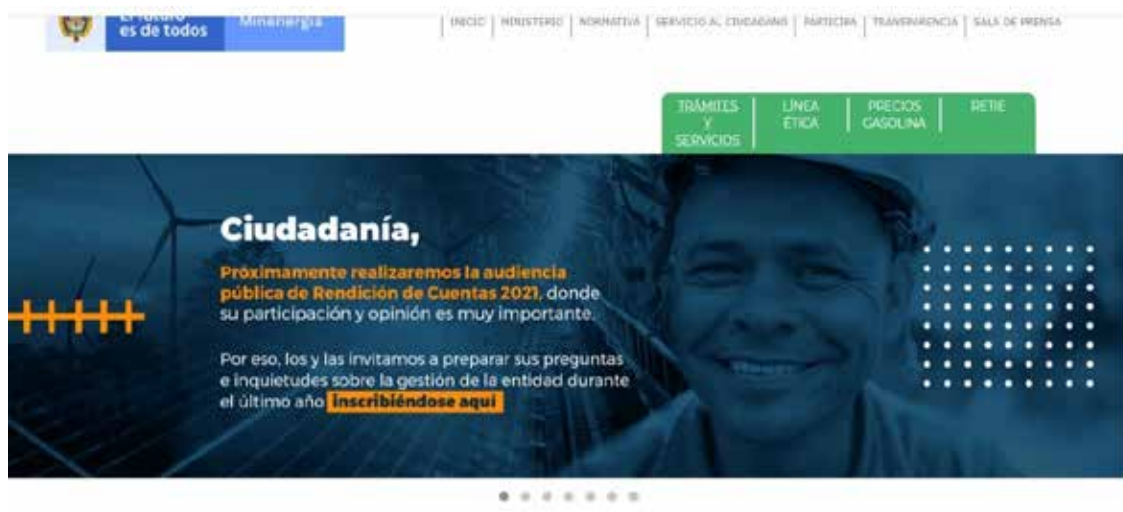 El futuro
es de todos
Minenergía
INICIO | MINISTERIO | NORMATIVA | SERVICIO AL CIUDADANO | PARTICIPA | TRANSPARENCIA | SALA DE PRENSA
TRÁMITES Y SERVICIOS
LÍNEA ÉTICA
PRECIOS GASOLINA
RETIE
Ciudadanía,
Próximamente realizaremos la audiencia
pública de Rendición de Cuentas 2021, donde
su participación y opinión es muy importante.
Por eso, los y las invitamos a preparar sus preguntas
e inquietudes sobre la gestión de la entidad durante
el último año inscribiéndose aquí